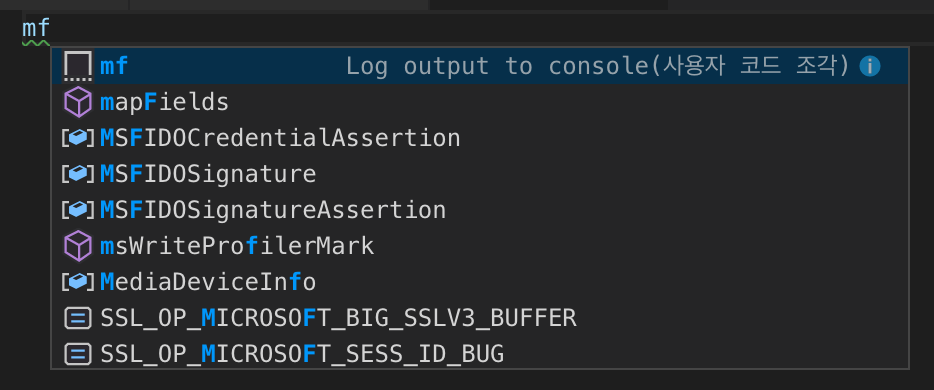 mf
mf Log output to console(사용자 코드 조각)
mapFields
MSFIDOCredentialAssertion
MSFIDOSignature
MSFIDOSignatureAssertion
msWriteProfilerMark
MediaDeviceInfo
SSL_OP_MICROSOFT_BIG_SSLV3_BUFFER
SSL_OP_MICROSOFT_SESS_ID_BUG